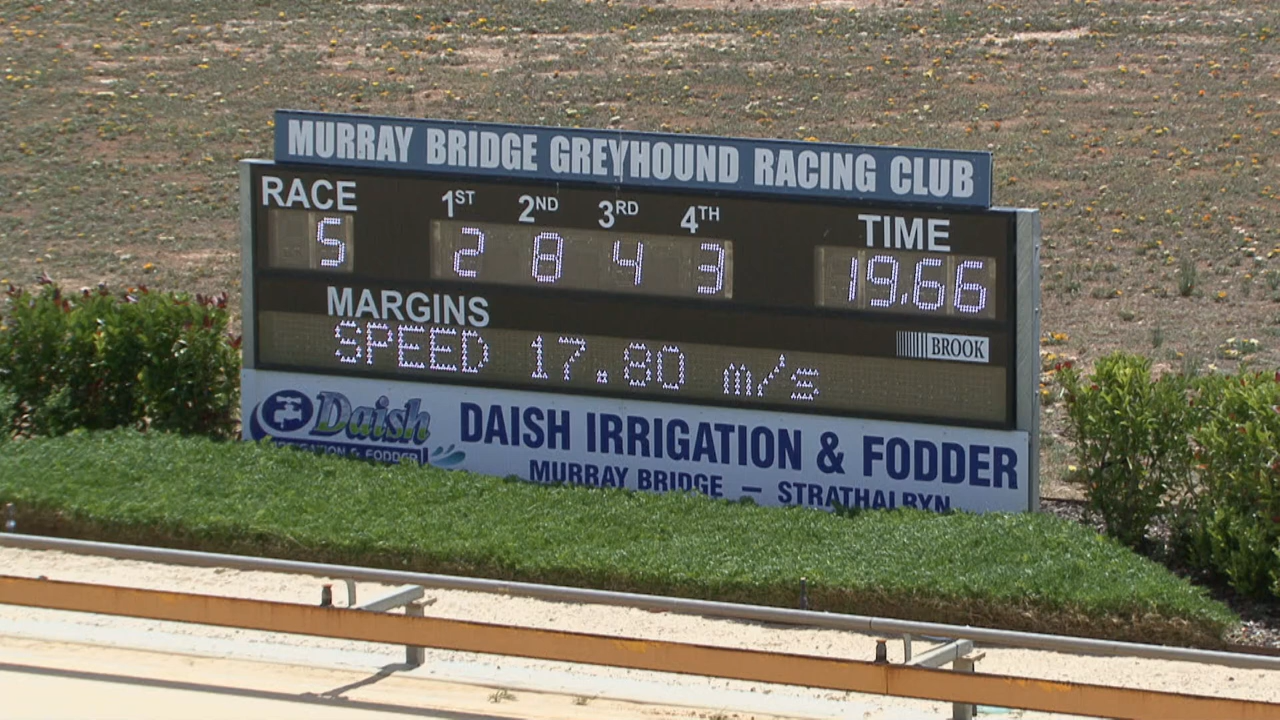 MURRAY BRIDGE GREYHOUND RACING CLUB
RACE 1ST 2ND 3RD 4TH TIME
5 2 8 4 3 19.66
MARGINS
SPEED 17.80 m/s
BROOK
Daish
IRRIGATION & FODDER
DAISH IRRIGATION & FODDER
MURRAY BRIDGE — STRATHALBYN